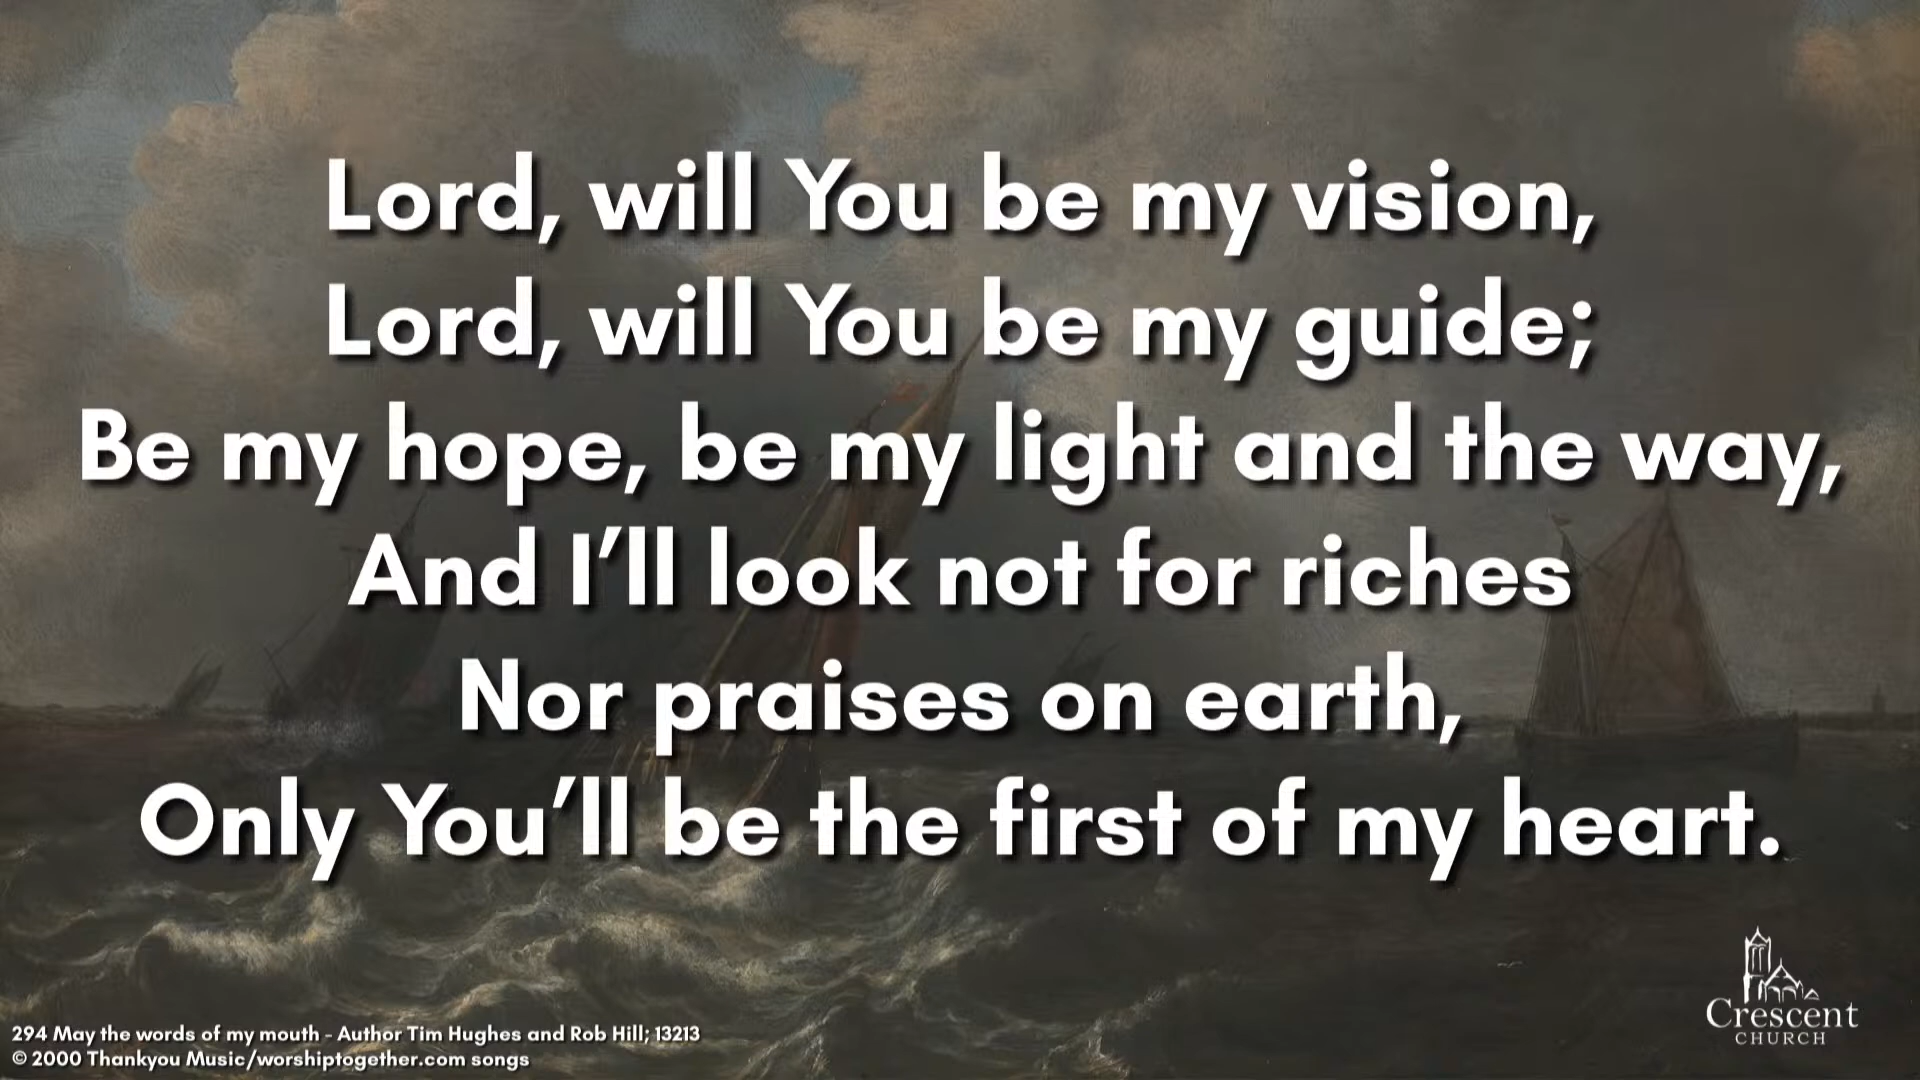 Lord, will You be my vision,
Lord, will You be my guide;
Be my hope, be my light and the way,
And I’ll look not for riches
Nor praises on earth,
Only You’ll be the first of my heart.
294 May the words of my mouth - Author Tim Hughes and Rob Hill; 13213
© 2000 Thankyou Music/worshiptogether.com songs
Crescent
CHURCH